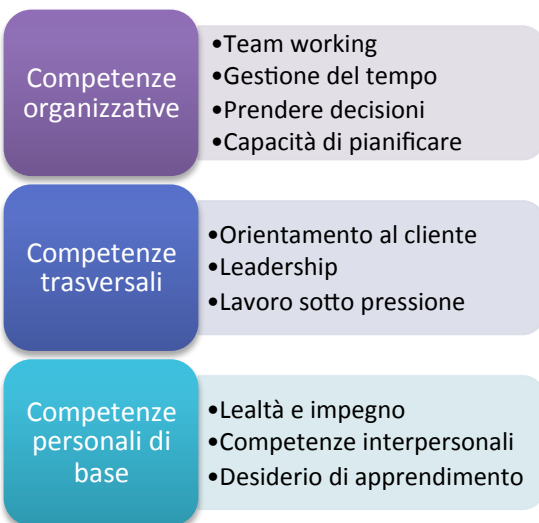 Competenze
organizzative
•Team working
•Gestione del tempo
•Prendere decisioni
•Capacità di pianificare
Competenze
trasversali
•Orientamento al cliente
•Leadership
•Lavoro sotto pressione
Competenze
personali di
base
•Lealtà e impegno
•Competenze interpersonali
•Desiderio di apprendimento